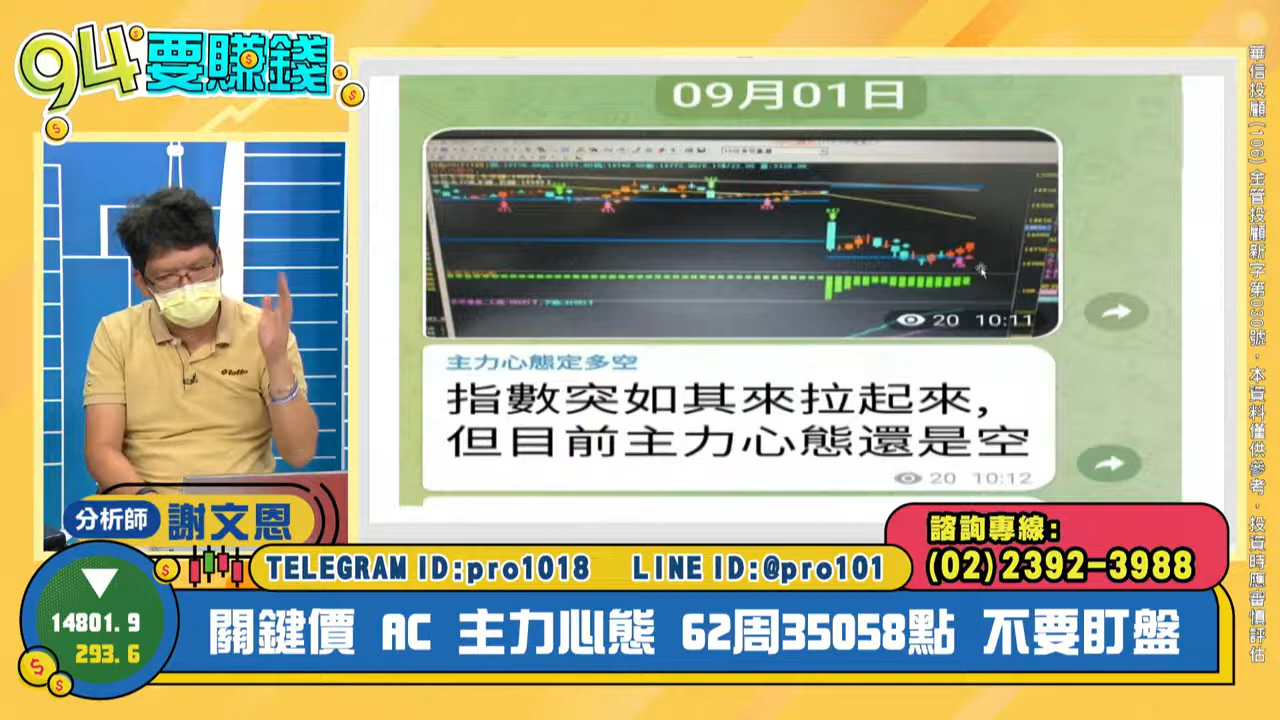 94要賺錢
09月01日
20 10:11
主力心態定多空
指數突如其來拉起來,
但目前主力心態還是空
20 10:12
華信投顧(106)金管投顧新字第030號，本資料僅供參考，投資時應審慎評估
分析師 謝文恩
諮詢專線:
(02)2392-3988
TELEGRAM ID:pro1018 LINE ID:@pro101
14801.9
293.6
關鍵價 AC 主力心態 62周35058點 不要盯盤